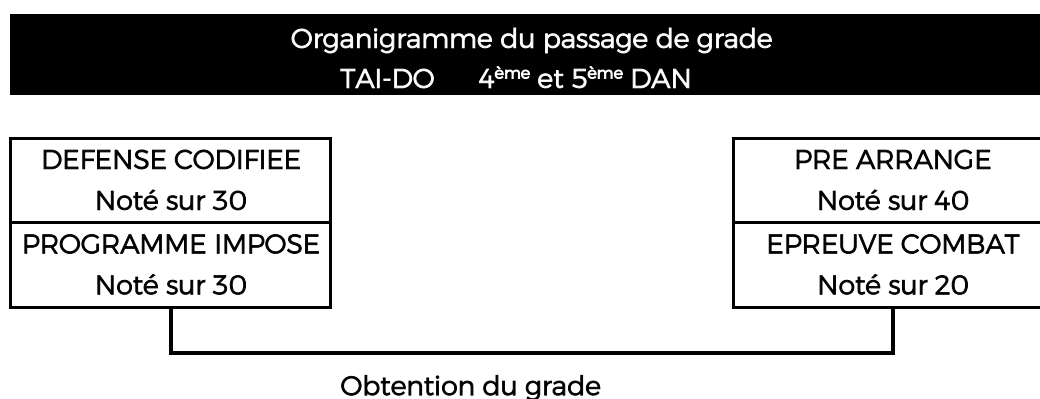 Organigramme du passage de grade
TAI-DO 4ème et 5ème DAN
DEFENSE CODIFIEE
Noté sur 30
PROGRAMME IMPOSE
Noté sur 30
PRE ARRANGE
Noté sur 40
EPREUVE COMBAT
Noté sur 20
Obtention du grade